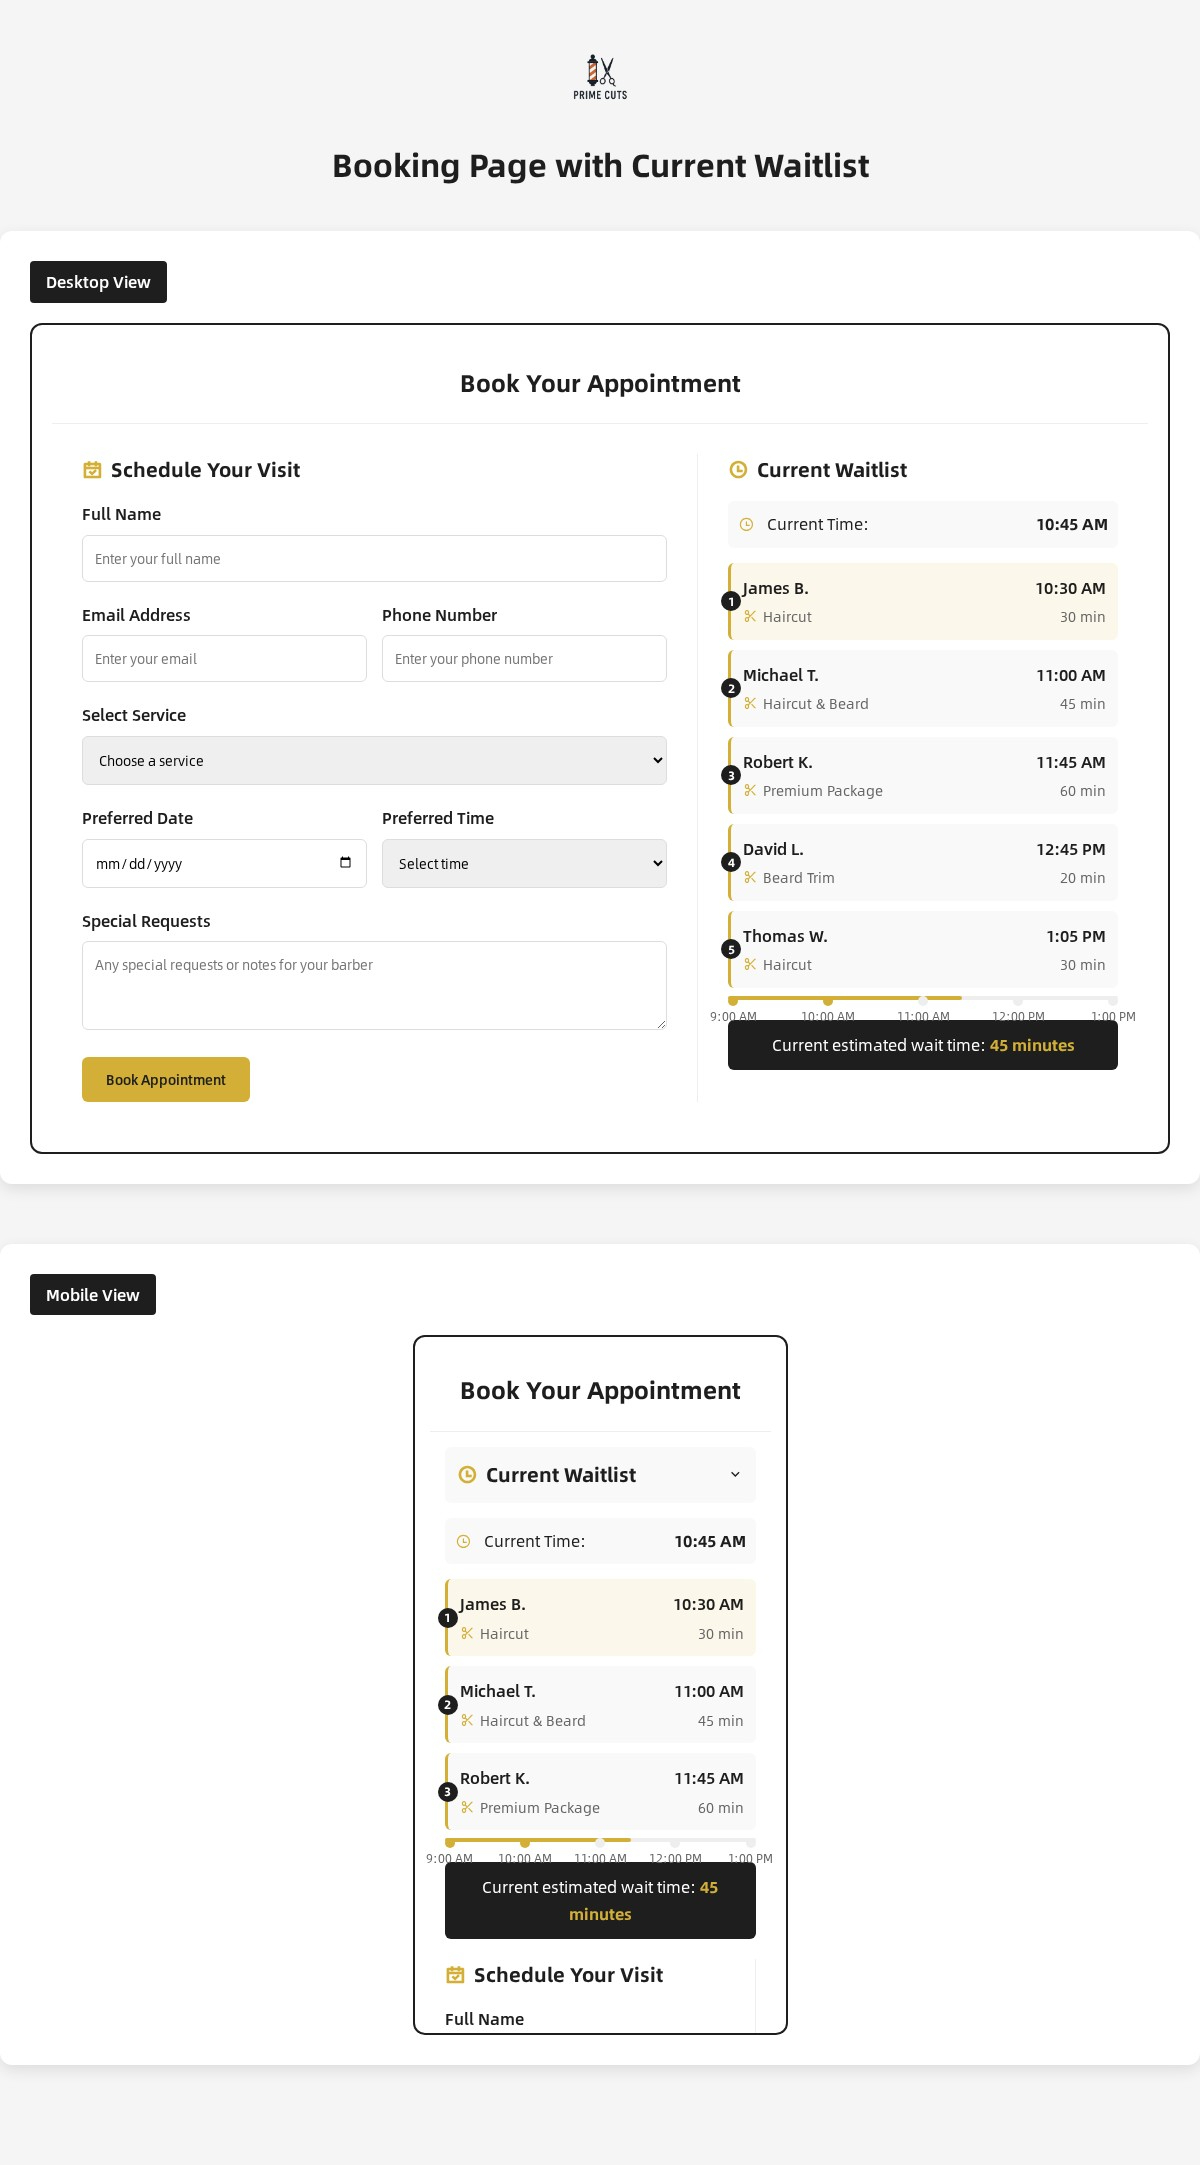 PRIME CUTS
Booking Page with Current Waitlist
Desktop View
Book Your Appointment
Schedule Your Visit
Full Name
Enter your full name
Email Address
Phone Number
Enter your email
Enter your phone number
Select Service
Choose a service
Preferred Date
Preferred Time
mm/dd/yyyy
Select time
Special Requests
Any special requests or notes for your barber
Book Appointment
Current Waitlist
Current Time: 10:45 AM
1
James B. 10:30 AM
Haircut 30 min
2
Michael T. 11:00 AM
Haircut & Beard 45 min
3
Robert K. 11:45 AM
Premium Package 60 min
4
David L. 12:45 PM
Beard Trim 20 min
5
Thomas W. 1:05 PM
Haircut 30 min
9:00 AM 10:00 AM 11:00 AM 12:00 PM 1:00 PM
Current estimated wait time: 45 minutes
Mobile View
Book Your Appointment
Current Waitlist
Current Time: 10:45 AM
1
James B. 10:30 AM
Haircut 30 min
2
Michael T. 11:00 AM
Haircut & Beard 45 min
3
Robert K. 11:45 AM
Premium Package 60 min
9:00 AM 10:00 AM 11:00 AM 12:00 PM 1:00 PM
Current estimated wait time: 45
minutes
Schedule Your Visit
Full Name